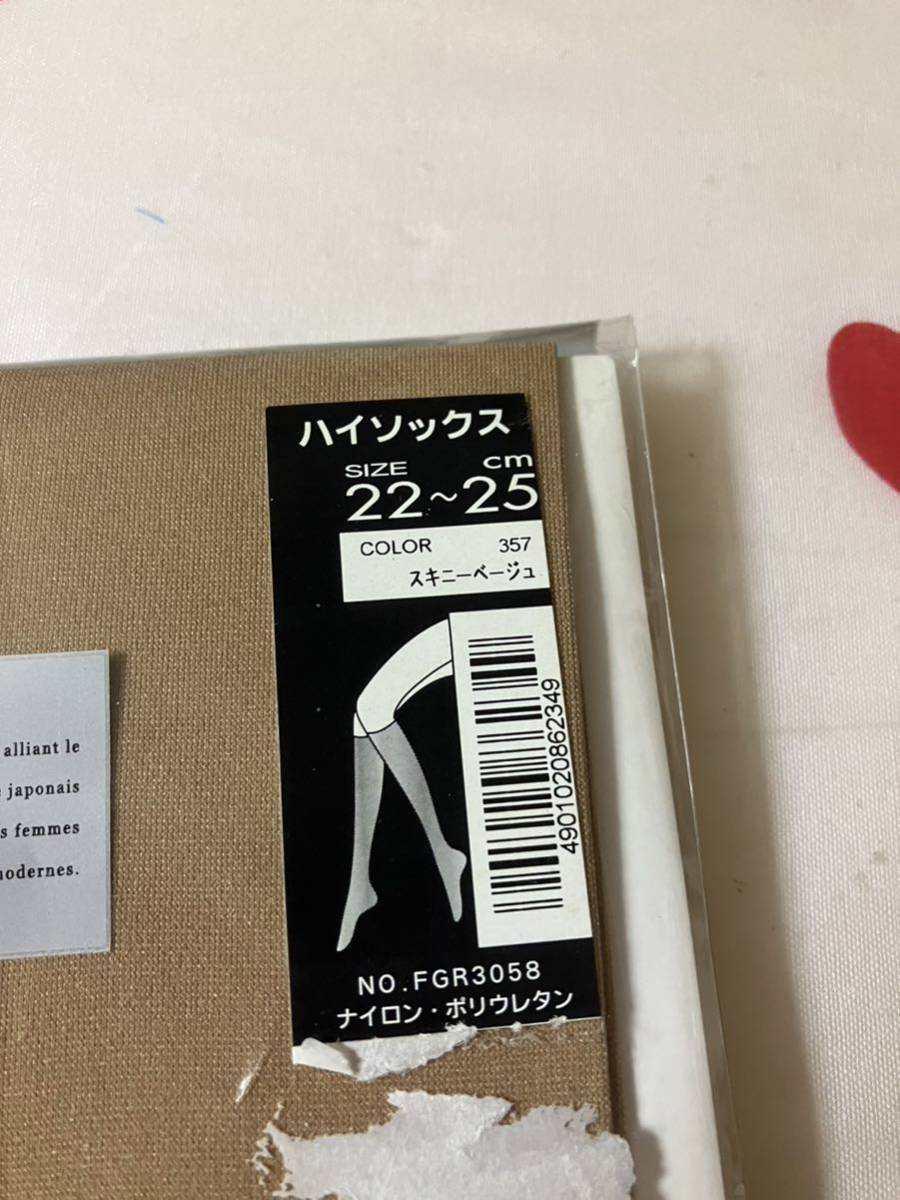 ハイソックス
SIZE cm
22~25
COLOR 357
スキニーベージュ
4901020862349
NO.FGR3058
ナイロン・ポリウレタン
alliant le
japonais
femmes